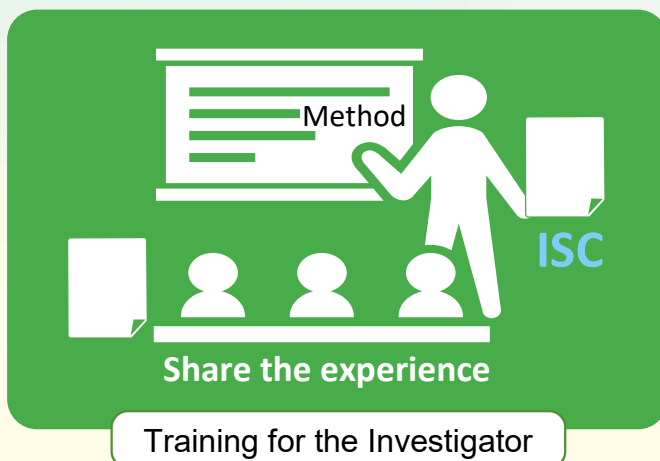 Method
ISC
Share the experience
Training for the Investigator